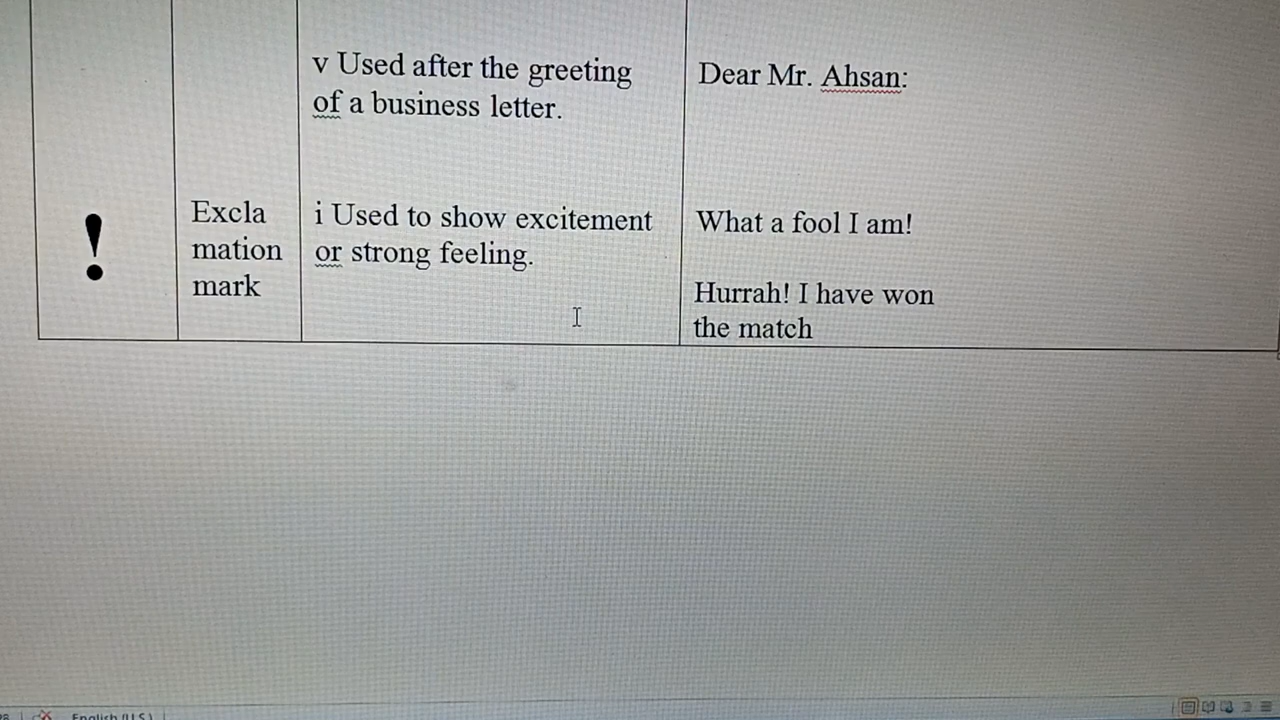 v Used after the greeting
of a business letter.
Dear Mr. Ahsan:
!
Excla
mation
mark
i Used to show excitement
or strong feeling.
What a fool I am!
Hurrah! I have won
the match
English (U.S.)